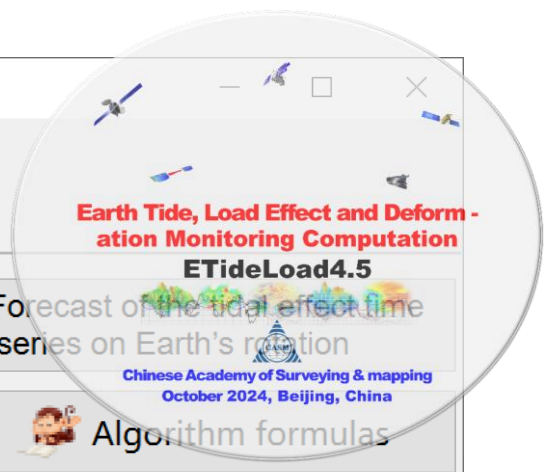 Earth Tide, Load Effect and Deform -
ation Monitoring Computation
ETideLoad4.5
Forecast of the tidal effect time
series on Earth's rotation
CASM
Chinese Academy of Surveying & mapping
October 2024, Beijing, China
Algorithm formulas